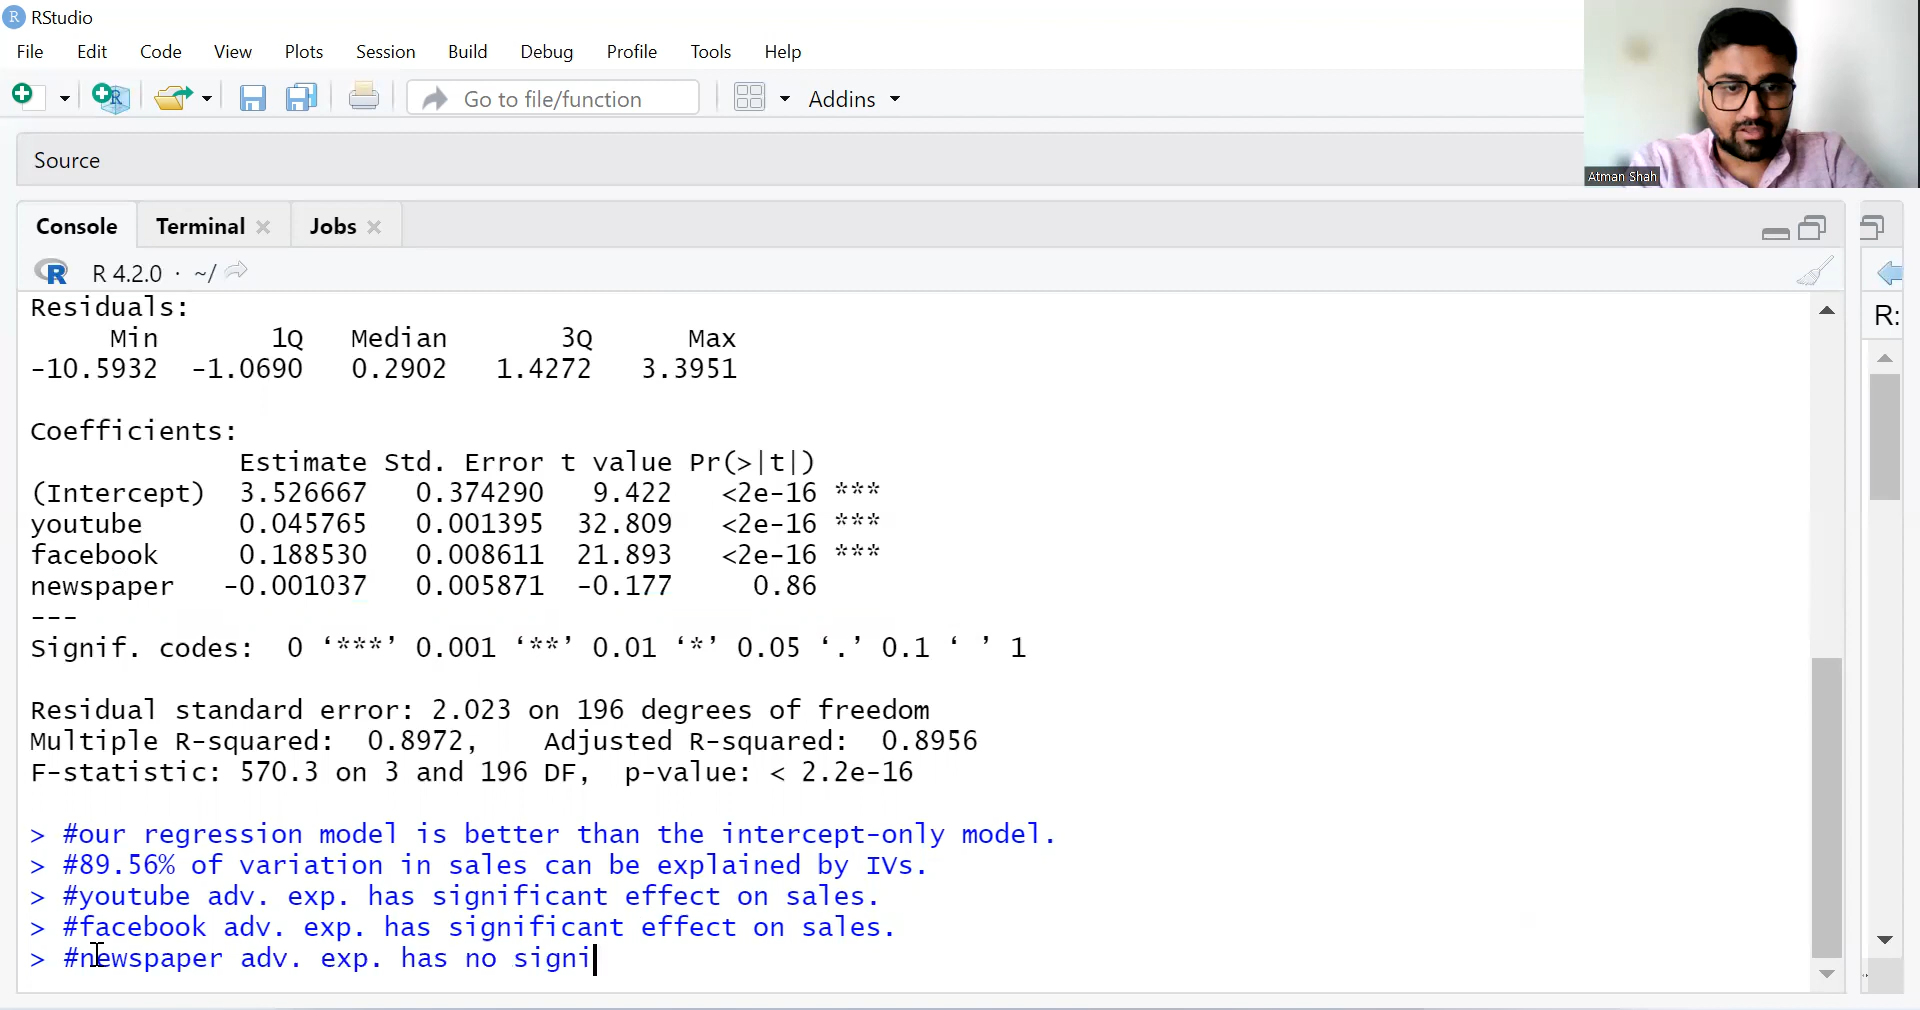 RStudio
File Edit Code View Plots Session Build Debug Profile Tools Help
Go to file/function Addins
Source
Atman Shah
Console Terminal Jobs
R 4.2.0 · ~/
R:
Residuals:
Min 1Q Median 3Q Max
-10.5932 -1.0690 0.2902 1.4272 3.3951
Coefficients:
Estimate Std. Error t value Pr(>|t|)
(Intercept) 3.526667 0.374290 9.422 <2e-16 ***
youtube 0.045765 0.001395 32.809 <2e-16 ***
facebook 0.188530 0.008611 21.893 <2e-16 ***
newspaper -0.001037 0.005871 -0.177 0.86
---
Signif. codes: 0 ‘***’ 0.001 ‘**’ 0.01 ‘*’ 0.05 ‘.’ 0.1 ‘ ’ 1
Residual standard error: 2.023 on 196 degrees of freedom
Multiple R-squared: 0.8972, Adjusted R-squared: 0.8956
F-statistic: 570.3 on 3 and 196 DF, p-value: < 2.2e-16
> #our regression model is better than the intercept-only model.
> #89.56% of variation in sales can be explained by IVs.
> #youtube adv. exp. has significant effect on sales.
> #facebook adv. exp. has significant effect on sales.
> #newspaper adv. exp. has no signi